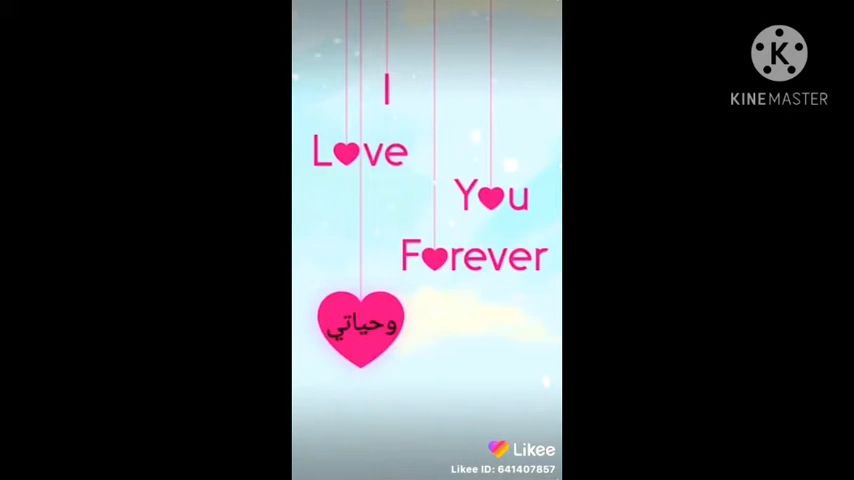 I
Love
You
Forever
وحياتي
KINEMASTER
Likee
Likee ID: 641407857